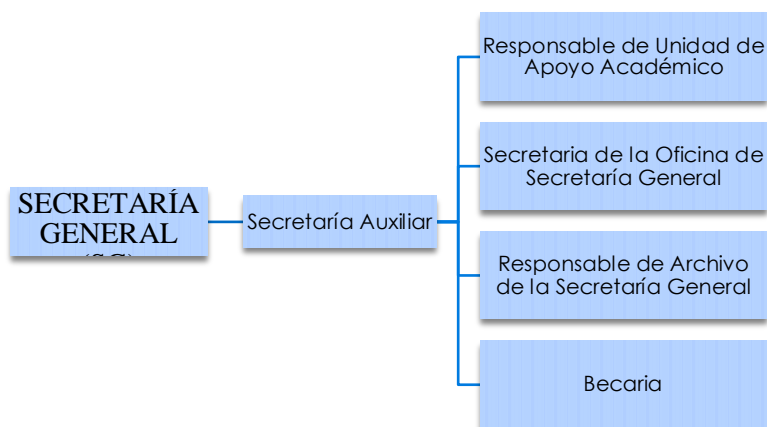 Responsable de Unidad de
Apoyo Académico
Secretaria de la Oficina de
Secretaría General
SECRETARÍA
GENERAL
Secretaría Auxiliar
Responsable de Archivo
de la Secretaría General
Becaria